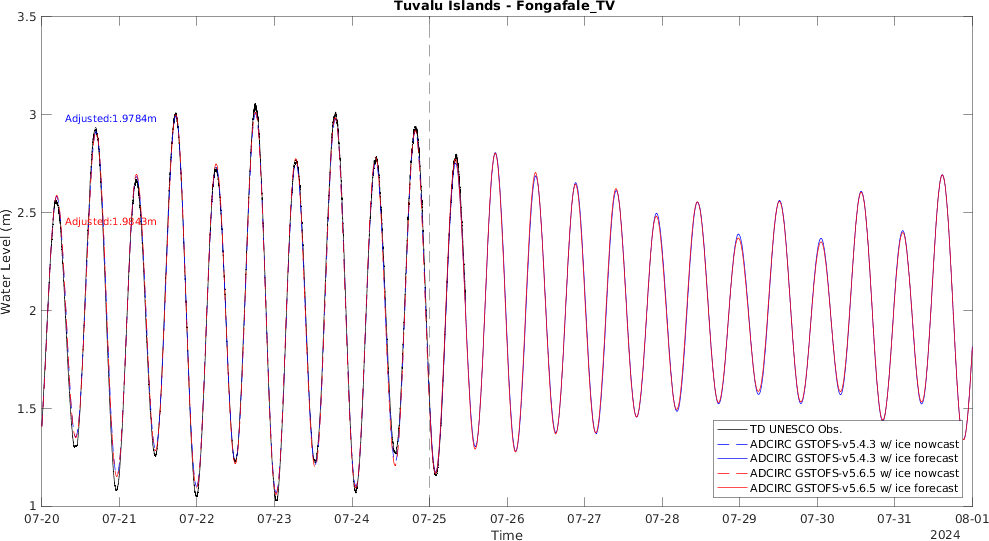 Tuvalu Islands - Fongafale_TV
3.5
3
2.5
2
1.5
1
Water Level (m)
Adjusted:1.9784m
Adjusted:1.9843m
TD UNESCO Obs.
ADCIRC GSTOFS-v5.4.3 w/ ice nowcast
ADCIRC GSTOFS-v5.4.3 w/ ice forecast
ADCIRC GSTOFS-v5.6.5 w/ ice nowcast
ADCIRC GSTOFS-v5.6.5 w/ ice forecast
07-20 07-21 07-22 07-23 07-24 07-25 07-26 07-27 07-28 07-29 07-30 07-31 08-01
Time
2024